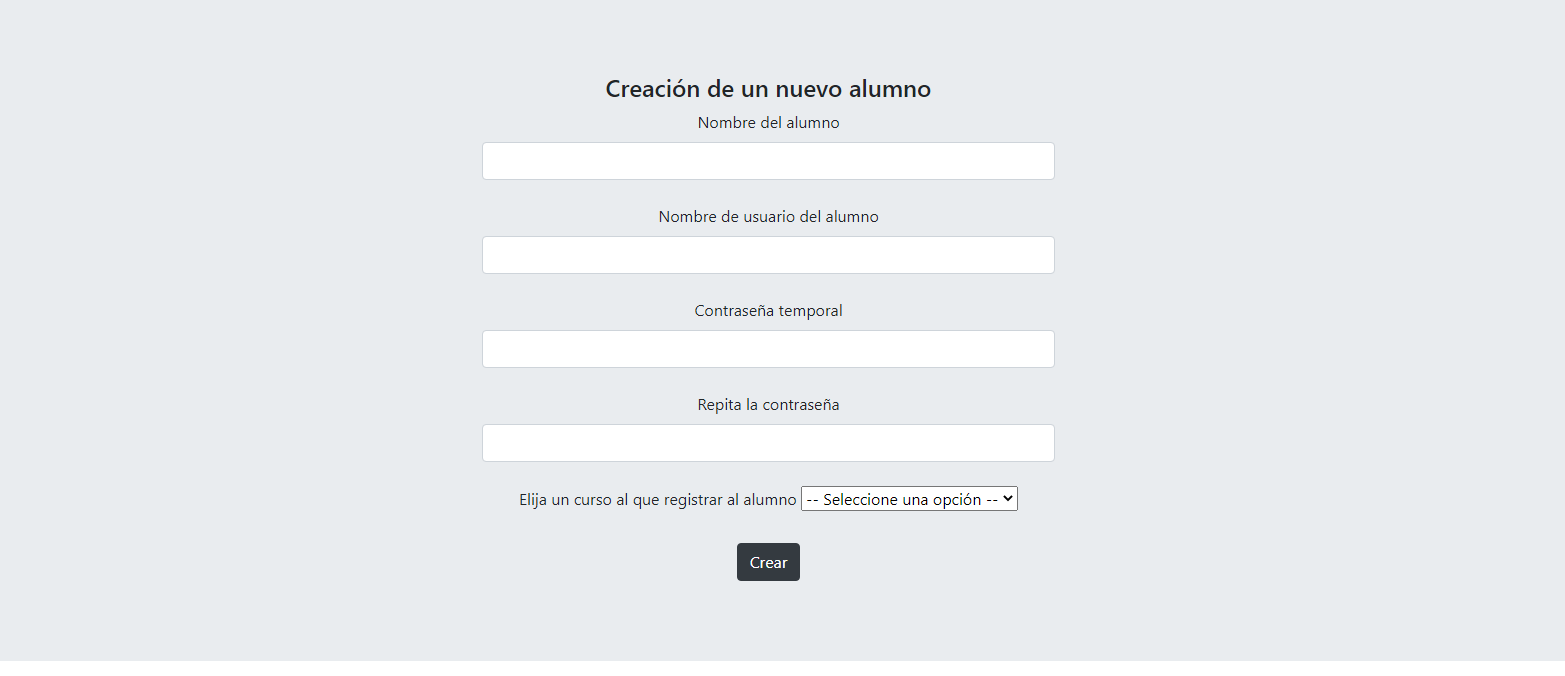 Creación de un nuevo alumno
Nombre del alumno
Nombre de usuario del alumno
Contraseña temporal
Repita la contraseña
Elija un curso al que registrar al alumno -- Seleccione una opción --
Crear